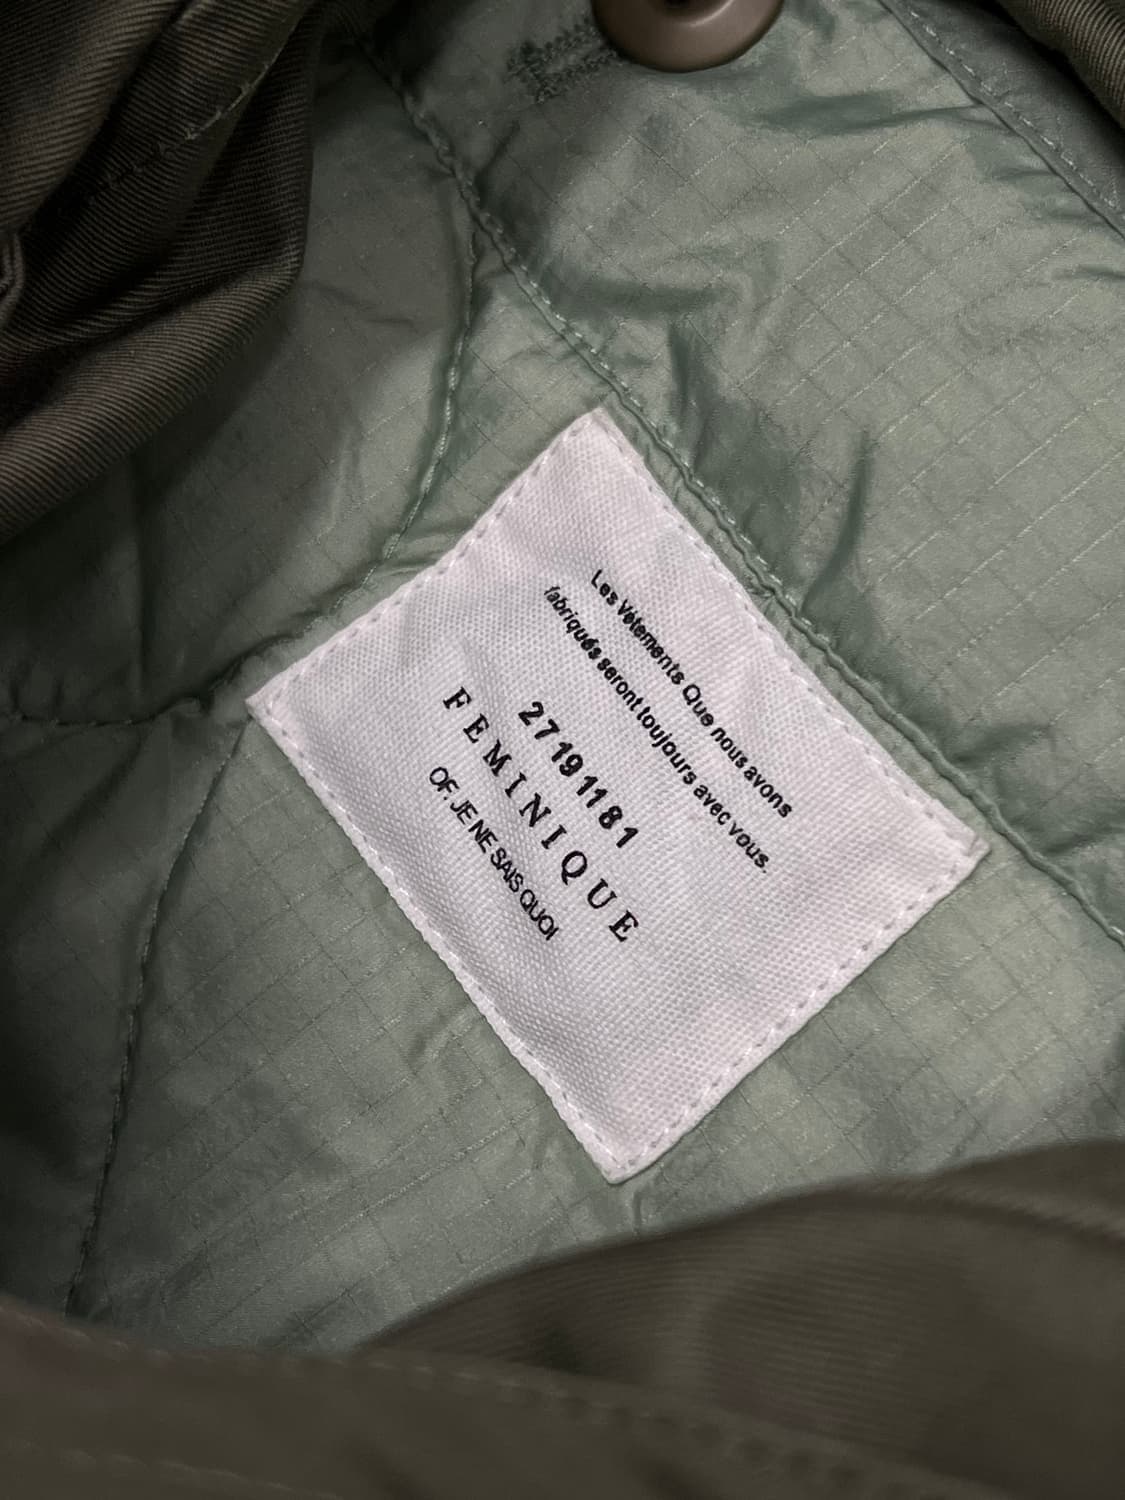 Les Vêtements Que nous avons
fabriqués seront toujours avec vous.
27191181
FEMINIQUE
OF. JE NE SAIS QUOI